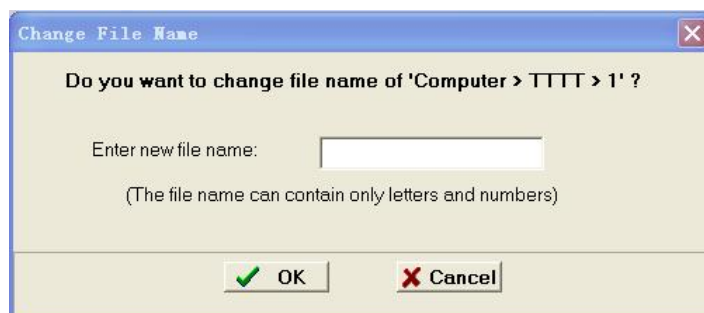 Change File Name
Do you want to change file name of 'Computer > TTTT > 1' ?
Enter new file name:
(The file name can contain only letters and numbers)
OK
Cancel